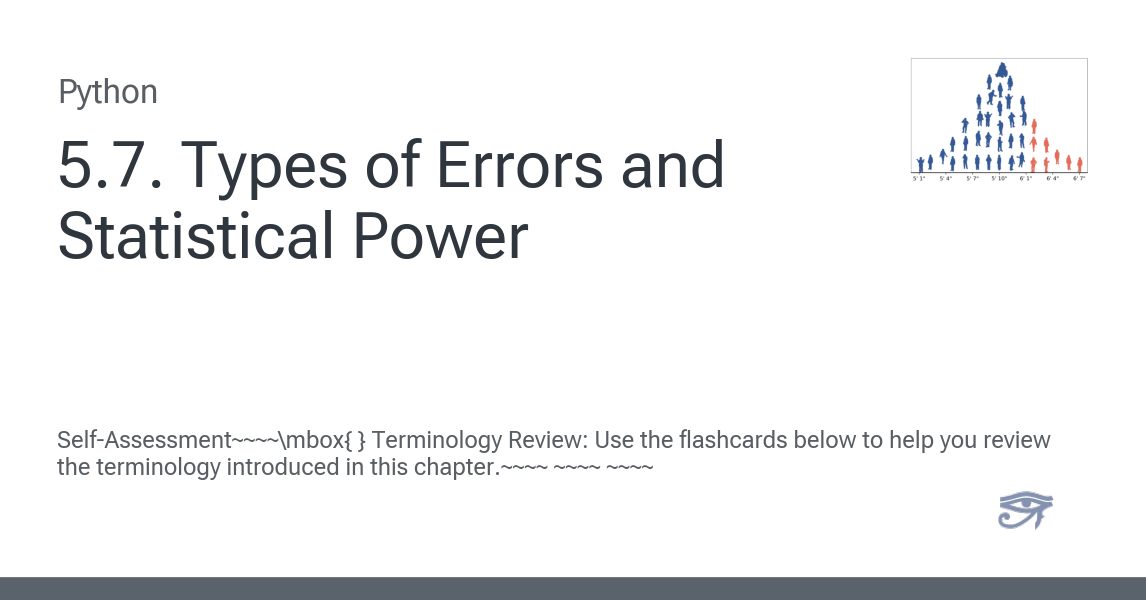 Python
5.7. Types of Errors and
Statistical Power
5' 1" 5' 4" 5' 7" 5' 10" 6' 1" 6' 4" 6' 7"
Self-Assessment~~~~\mbox{ } Terminology Review: Use the flashcards below to help you review
the terminology introduced in this chapter.~~~~ ~~~~ ~~~~